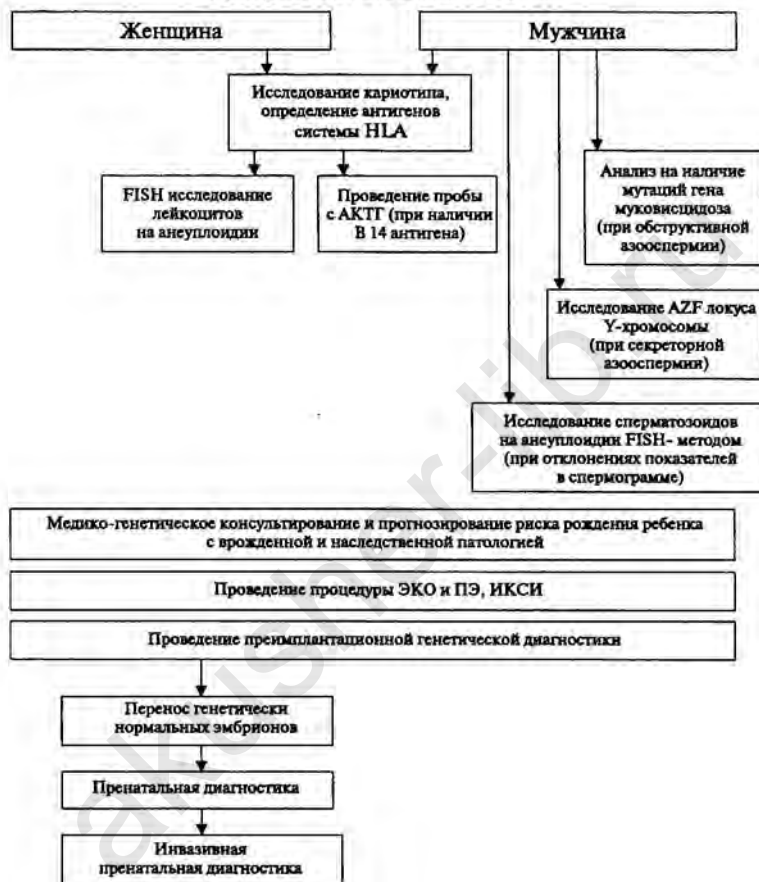 Женщина
Мужчина
Исследование кариотипа,
определение антигенов
системы HLA
FISH исследование
лейкоцитов
на анеуплоидии
Проведение пробы
с АКТГ (при наличии
В 14 антигена)
Анализ на наличие
мутаций гена
муковисцидоза
(при обструктивной
азооспермии)
Исследование AZF локуса
Y-хромосомы
(при секреторной
азооспермии)
Исследование сперматозоидов
на анеуплоидии FISH- методом
(при отклонениях показателей
в спермограмме)
Медико-генетическое консультирование и прогнозирование риска рождения ребенка
с врожденной и наследственной патологией
Проведение процедуры ЭКО и ПЭ, ИКСИ
Проведение преимплантационной генетической диагностики
Перенос генетически
нормальных эмбрионов
Пренатальная диагностика
Инвазивная
пренатальная диагностика
akusher-lib.ru